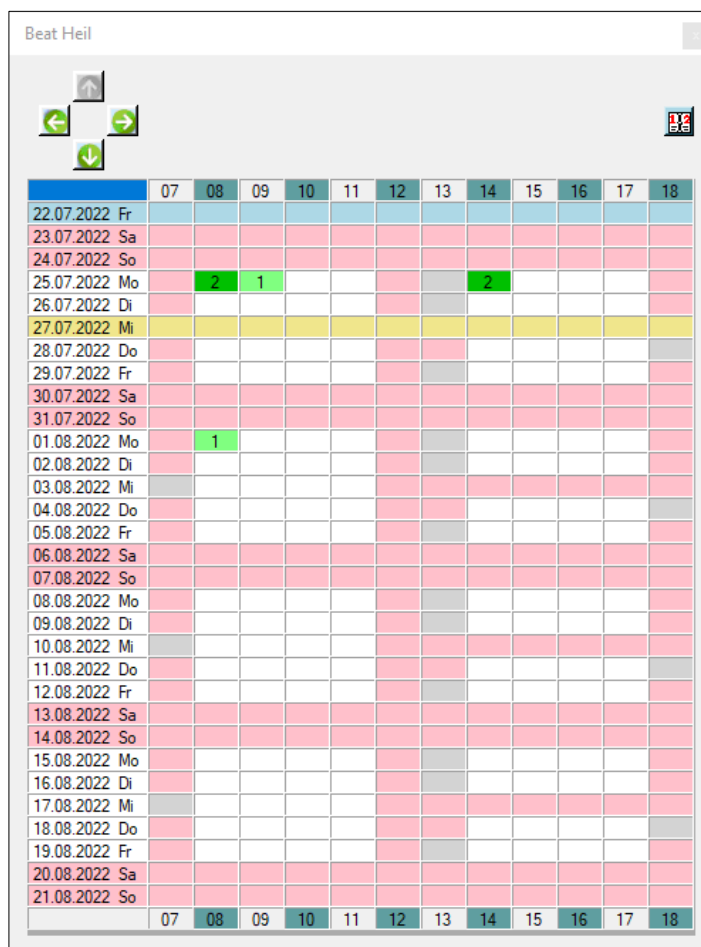 Beat Heil
x
1 2
07 08 09 10 11 12 13 14 15 16 17 18
22.07.2022 Fr
23.07.2022 Sa
24.07.2022 So
25.07.2022 Mo 2 1 2
26.07.2022 Di
27.07.2022 Mi
28.07.2022 Do
29.07.2022 Fr
30.07.2022 Sa
31.07.2022 So
01.08.2022 Mo 1
02.08.2022 Di
03.08.2022 Mi
04.08.2022 Do
05.08.2022 Fr
06.08.2022 Sa
07.08.2022 So
08.08.2022 Mo
09.08.2022 Di
10.08.2022 Mi
11.08.2022 Do
12.08.2022 Fr
13.08.2022 Sa
14.08.2022 So
15.08.2022 Mo
16.08.2022 Di
17.08.2022 Mi
18.08.2022 Do
19.08.2022 Fr
20.08.2022 Sa
21.08.2022 So
07 08 09 10 11 12 13 14 15 16 17 18